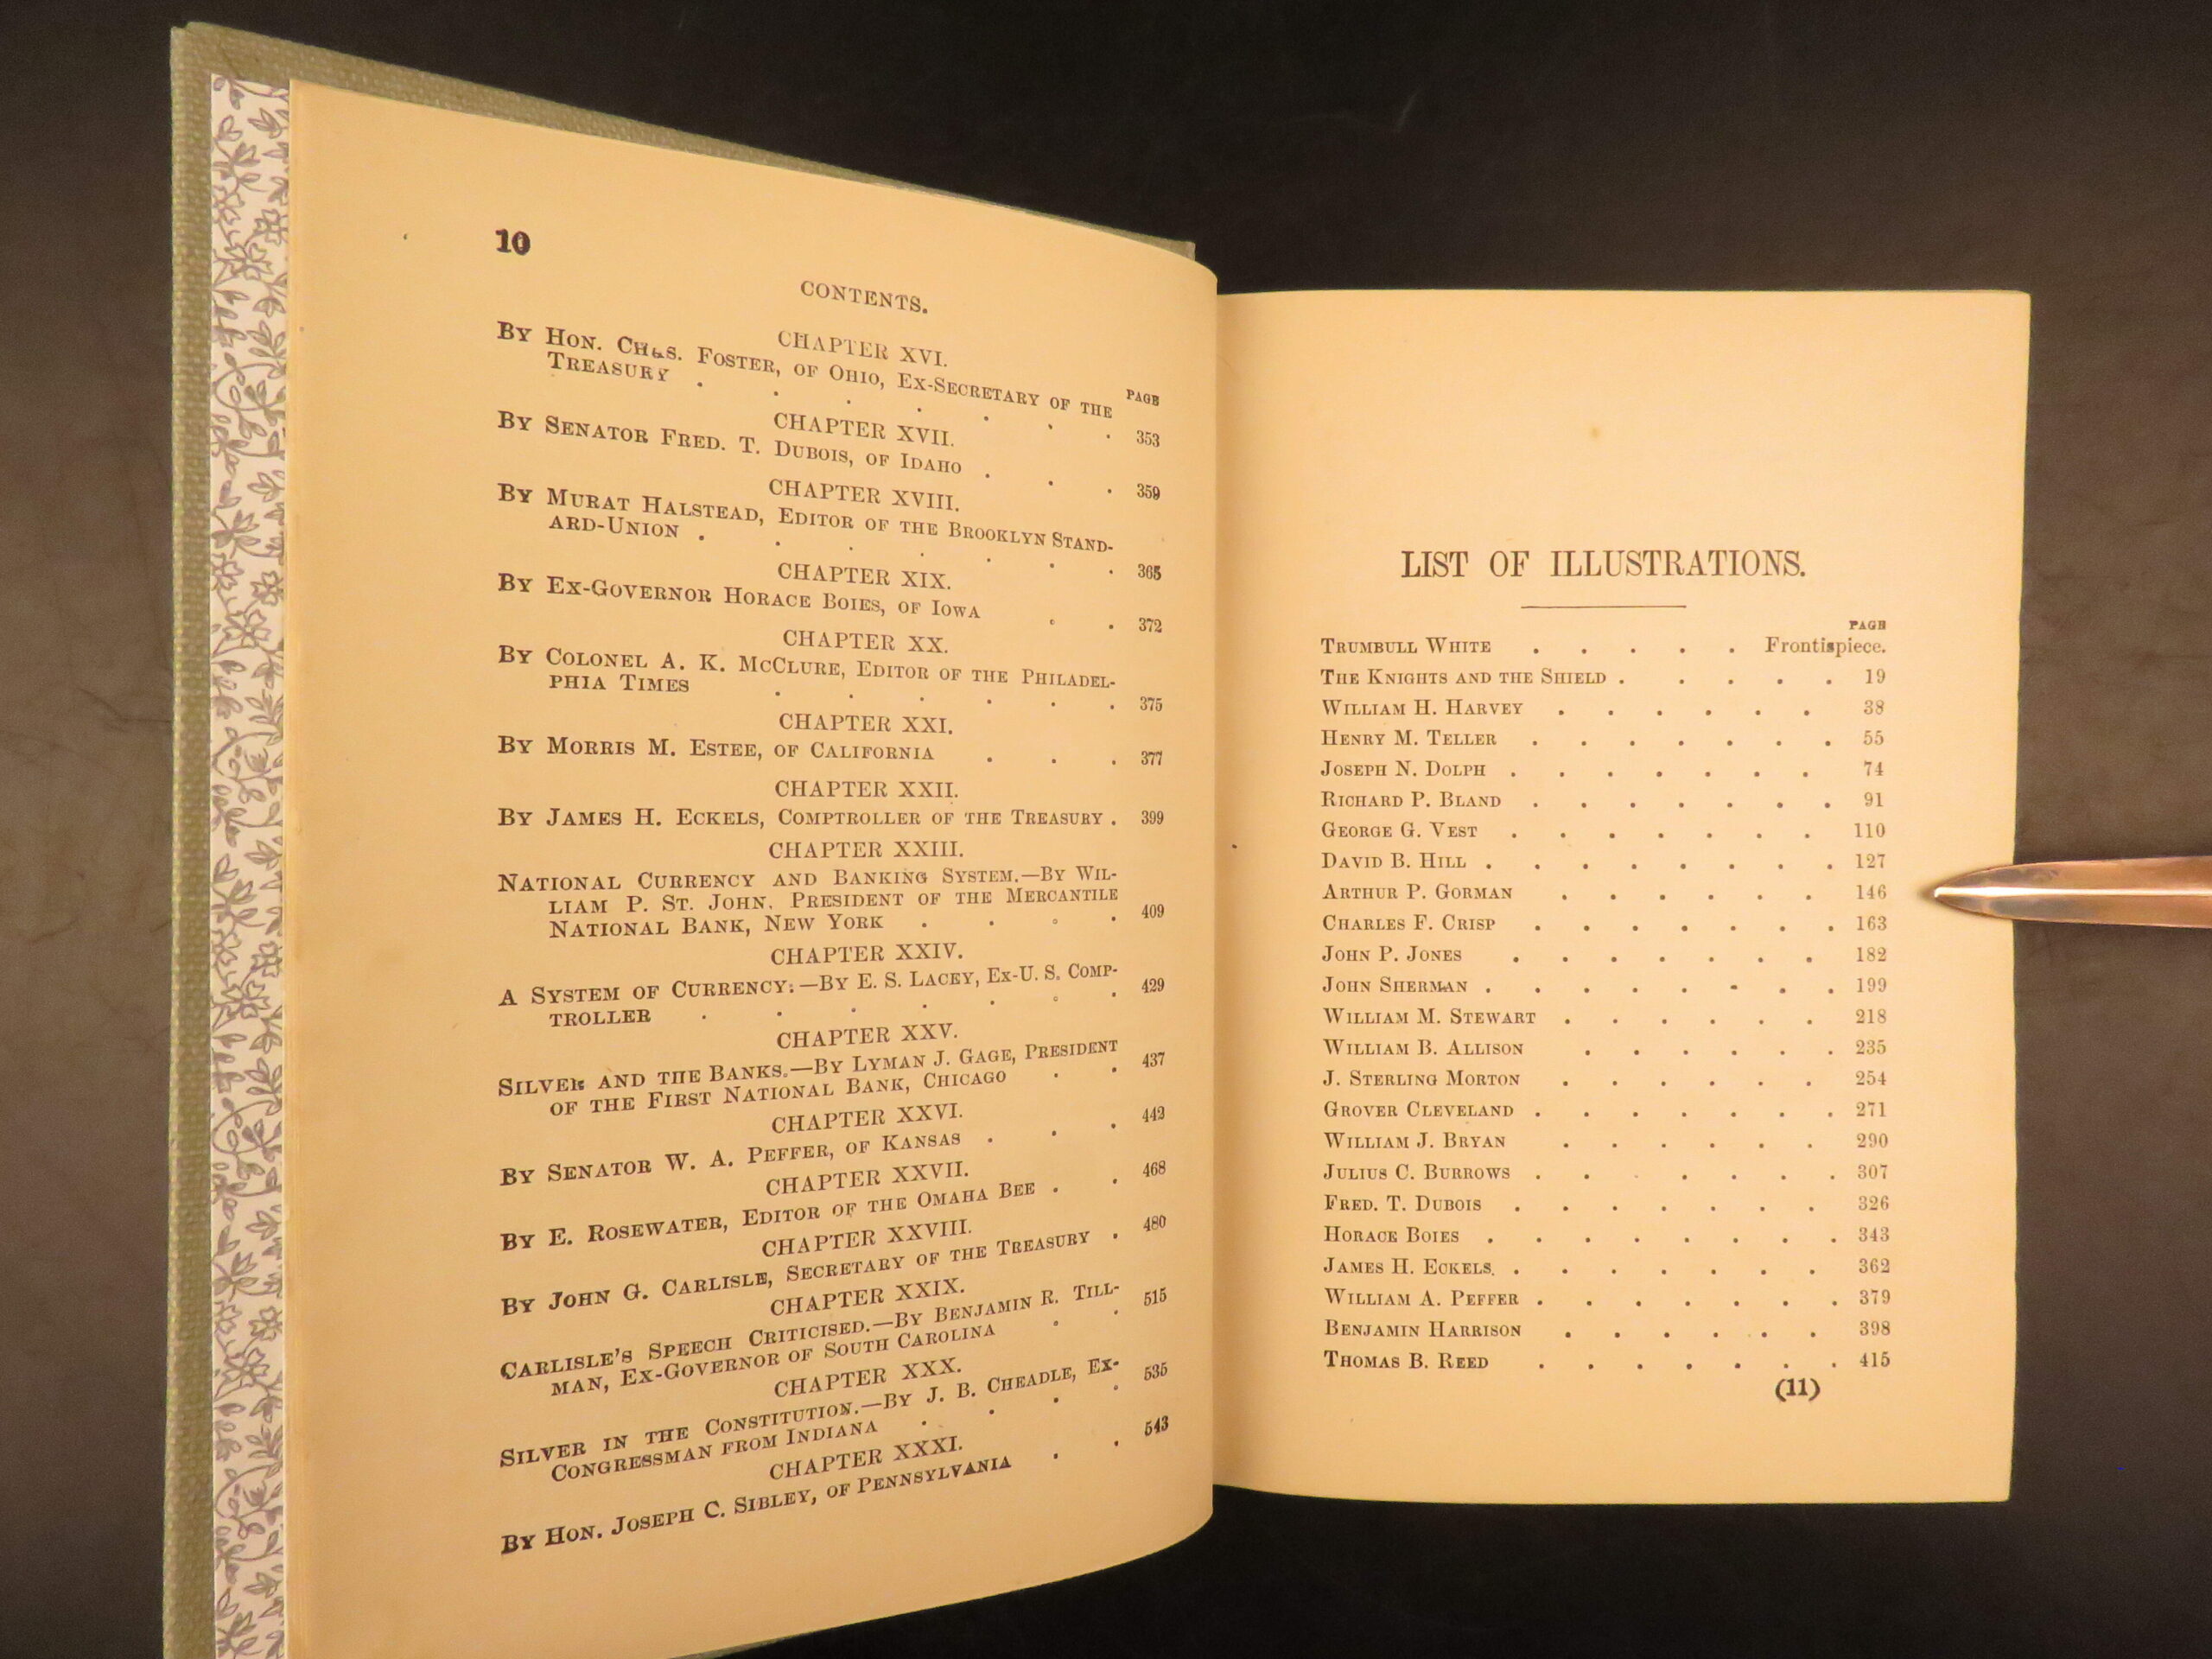 10
CONTENTS.
CHAPTER XVI.
PAGE
By Hon. Chas. Foster, of Ohio, Ex-Secretary of the
Treasury . . . . . . . 353
CHAPTER XVII.
By Senator Fred. T. Dubois, of Idaho . . . 359
CHAPTER XVIII.
By Murat Halstead, Editor of the Brooklyn Stand-
ard-Union . . . . . . . 365
CHAPTER XIX.
By Ex-Governor Horace Boies, of Iowa . . 372
CHAPTER XX.
By Colonel A. K. McClure, Editor of the Philadel-
phia Times . . . . . . 375
CHAPTER XXI.
By Morris M. Estee, of California . . . 377
CHAPTER XXII.
By James H. Eckels, Comptroller of the Treasury . 399
CHAPTER XXIII.
National Currency and Banking System.—By Wil-
liam P. St. John, President of the Mercantile
National Bank, New York . . . . 409
CHAPTER XXIV.
A System of Currency.—By E. S. Lacey, Ex-U. S. Comp-
troller . . . . . . . 429
CHAPTER XXV.
Silver and the Banks.—By Lyman J. Gage, President
of the First National Bank, Chicago . . 437
CHAPTER XXVI.
By Senator W. A. Peffer, of Kansas . . . 442
CHAPTER XXVII.
By E. Rosewater, Editor of the Omaha Bee . . 468
CHAPTER XXVIII.
By John G. Carlisle, Secretary of the Treasury . 480
CHAPTER XXIX.
Carlisle's Speech Criticised.—By Benjamin R. Till-
man, Ex-Governor of South Carolina . . 515
CHAPTER XXX.
Silver in the Constitution.—By J. B. Cheadle, Ex-
Congressman from Indiana . . . . 535
CHAPTER XXXI.
By Hon. Joseph C. Sibley, of Pennsylvania . . 543
LIST OF ILLUSTRATIONS.
PAGE
Trumbull White . . . . . Frontispiece.
The Knights and the Shield . . . . . 19
William H. Harvey . . . . . . 38
Henry M. Teller . . . . . . . 55
Joseph N. Dolph . . . . . . . 74
Richard P. Bland . . . . . . . 91
George G. Vest . . . . . . . 110
David B. Hill . . . . . . . . 127
Arthur P. Gorman . . . . . . 146
Charles F. Crisp . . . . . . . 163
John P. Jones . . . . . . . 182
John Sherman . . . . . . . . 199
William M. Stewart . . . . . . 218
William B. Allison . . . . . . 235
J. Sterling Morton . . . . . . 254
Grover Cleveland . . . . . . . 271
William J. Bryan . . . . . . 290
Julius C. Burrows . . . . . . 307
Fred. T. Dubois . . . . . . . 326
Horace Boies . . . . . . . . 343
James H. Eckels. . . . . . . . 362
William A. Peffer . . . . . . . 379
Benjamin Harrison . . . . . . 398
Thomas B. Reed . . . . . . . 415
(11)